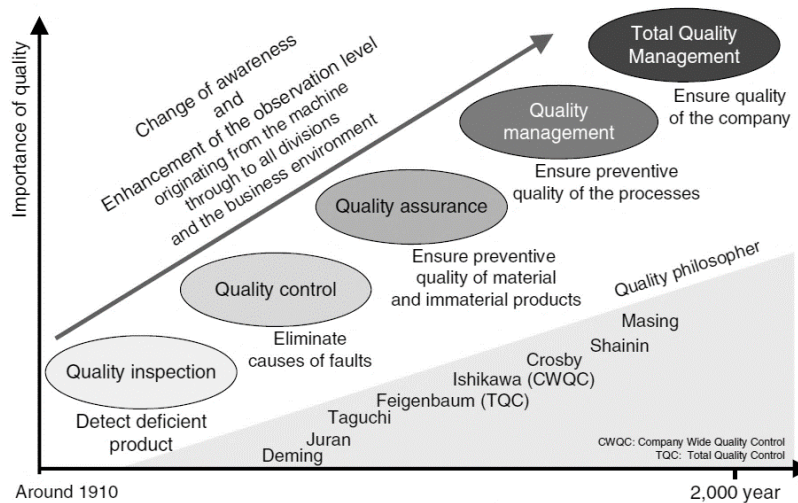 Importance of quality
Change of awareness
and
Enhancement of the observation level
originating from the machine
through to all divisions
and the business environment
Total Quality
Management
Ensure quality
of the company
Quality
management
Ensure preventive
quality of the processes
Quality assurance
Ensure preventive
quality of material
and immaterial products
Quality control
Eliminate
causes of faults
Quality inspection
Detect deficient
product
Quality philosopher
Masing
Shainin
Crosby
Ishikawa (CWQC)
Feigenbaum (TQC)
Taguchi
Juran
Deming
CWQC: Company Wide Quality Control
TQC: Total Quality Control
Around 1910
2,000 year